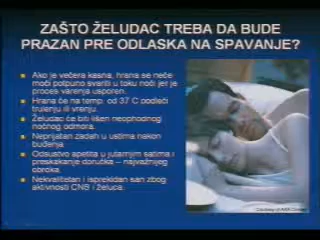 ZAŠTO ŽELUDAC TREBA DA BUDE
PRAZAN PRE ODLASKA NA SPAVANJE?
Ako je večera kasna, hrana se neće
moći potpuno svariti u toku noći jer je
proces varenja usporen.
Hrana će na temp. od 37 C podleći
truljenju ili vrenju.
Želudac će biti lišen neophodnog
noćnog odmora.
Neprijatan zadah u ustima nakon
buđenja
Odsustvo apetita u jutarnjim satima i
preskakanje doručka – najvažnijeg
obroka.
Nekvalitetan i isprekidan san zbog
aktivnosti CNS i želuca.